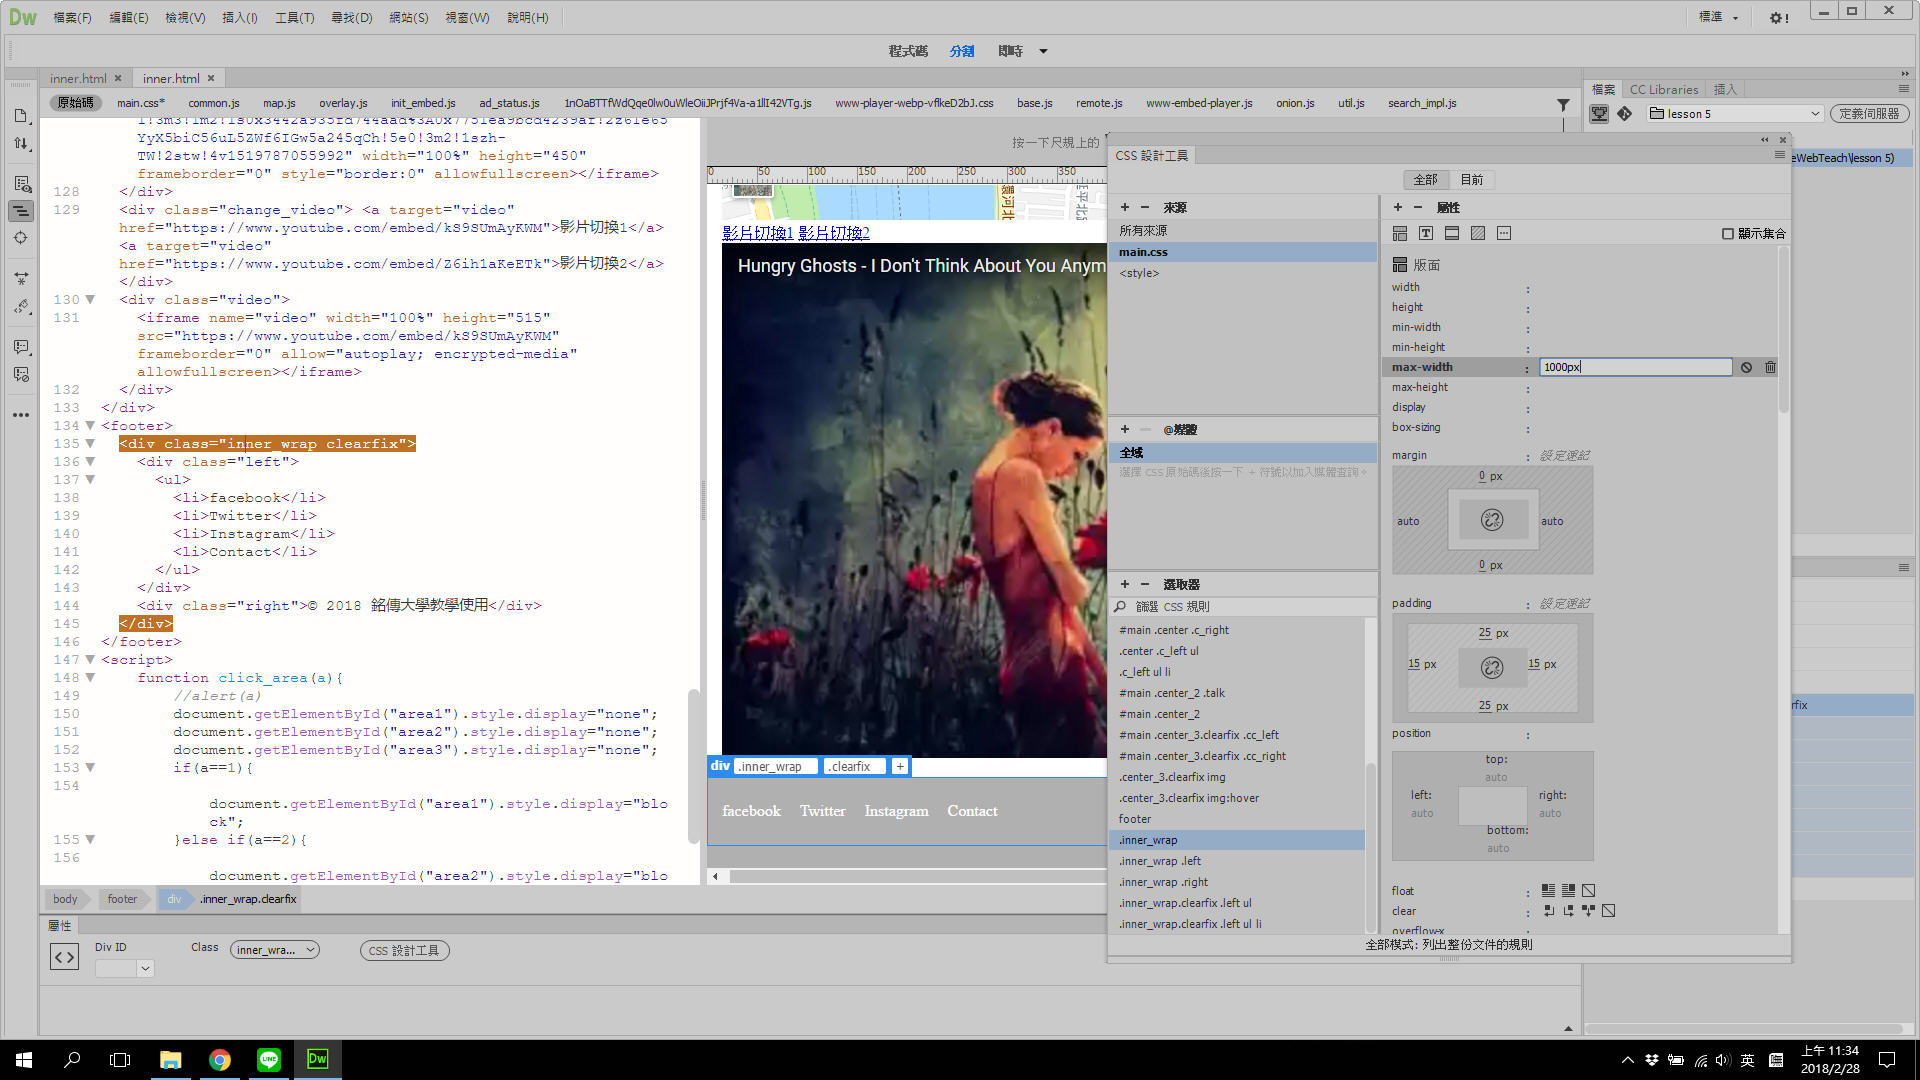 Dw 檔案(F) 編輯(E) 檢視(V) 插入(I) 工具(T) 尋找(D) 網站(S) 視窗(W) 說明(H) 標準
程式碼 分割 即時
inner.html inner.html
原始碼 main.css* common.js map.js overlay.js init_embed.js ad_status.js 1nOaBTTfWdQqe0lw0uWleOiiJPrjf4Va-a1lII42VTg.js www-player-webp-vflkeD2bJ.css base.js remote.js www-embed-player.js onion.js util.js search_impl.js
YyX5biC56uL5ZWf6IGw5a245qCh!5e0!3m2!1szh-
TW!2stw!4v1519787055992" width="100%" height="450"
frameborder="0" style="border:0" allowfullscreen></iframe>
128 </div>
129 <div class="change_video"> <a target="video"
href="https://www.youtube.com/embed/kS9SUmAyKWM">影片切換1</a>
<a target="video"
href="https://www.youtube.com/embed/Z6ih1aKeETk">影片切換2</a>
</div>
130 <div class="video">
131 <iframe name="video" width="100%" height="515"
src="https://www.youtube.com/embed/kS9SUmAyKWM"
frameborder="0" allow="autoplay; encrypted-media"
allowfullscreen></iframe>
132 </div>
133 </div>
134 <footer>
135 <div class="inner_wrap clearfix">
136 <div class="left">
137 <ul>
138 <li>facebook</li>
139 <li>Twitter</li>
140 <li>Instagram</li>
141 <li>Contact</li>
142 </ul>
143 </div>
144 <div class="right">© 2018 銘傳大學教學使用</div>
145 </div>
146 </footer>
147 <script>
148 function click_area(a){
149 //alert(a)
150 document.getElementById("area1").style.display="none";
151 document.getElementById("area2").style.display="none";
152 document.getElementById("area3").style.display="none";
153 if(a==1){
154
document.getElementById("area1").style.display="blo
ck";
155 }else if(a==2){
156
document.getElementById("area2").style.display="blo
body footer div .inner_wrap.clearfix
屬性
Div ID Class inner_wra... CSS 設計工具
按一下尺規上的
0 50 100 150 200 250 300 350
影片切換1 影片切換2
Hungry Ghosts - I Don't Think About You Anym
div .inner_wrap .clearfix +
facebook Twitter Instagram Contact
CSS 設計工具
全部 目前
+ − 來源
所有來源
main.css
<style>
+ − @媒體
全域
選擇 CSS 原始碼後按一下 + 符號以加入媒體查詢。
+ − 選取器
篩選 CSS 規則
#main .center .c_right
.center .c_left ul
.c_left ul li
#main .center_2 .talk
#main .center_2
#main .center_3.clearfix .cc_left
#main .center_3.clearfix .cc_right
.center_3.clearfix img
.center_3.clearfix img:hover
footer
.inner_wrap
.inner_wrap .left
.inner_wrap .right
.inner_wrap.clearfix .left ul
.inner_wrap.clearfix .left ul li
+ − 屬性
顯示集合
版面
width :
height :
min-width :
min-height :
max-width : 1000px
max-height :
display :
box-sizing :
margin : 設定速記
0 px
auto auto
0 px
padding : 設定速記
25 px
15 px 15 px
25 px
position :
top:
auto
left: right:
auto auto
bottom:
auto
float :
clear :
overflow-x
全部模式: 列出整份文件的規則
檔案 CC Libraries 插入
lesson 5 定義伺服器
eWebTeach\lesson 5)
rfix
Dw
英
上午 11:34
2018/2/28